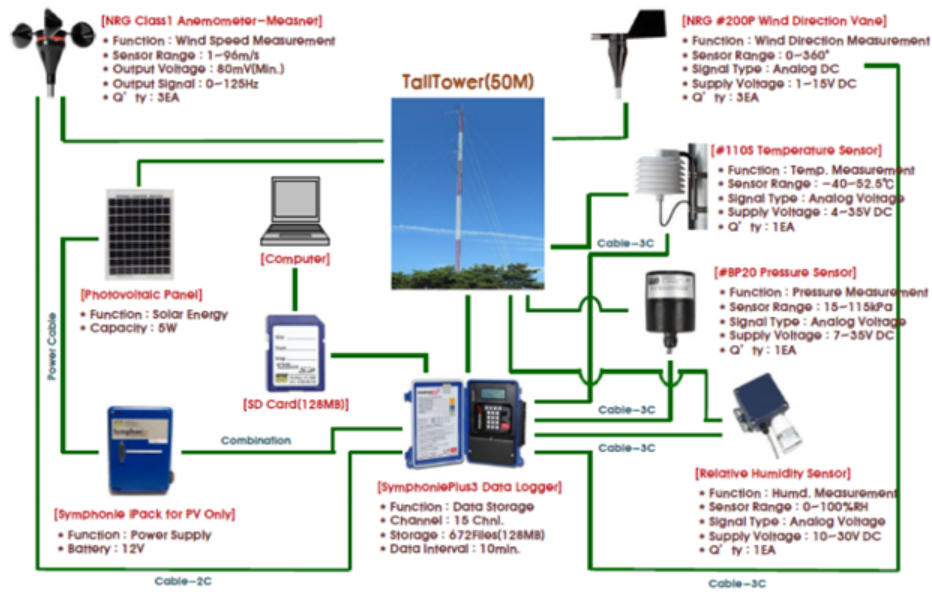 [NRG Class1 Anemometer-Measnet]
* Function : Wind Speed Measurement
* Sensor Range : 1~96m/s
* Output Voltage : 80mV(Min.)
* Output Signal : 0~125Hz
* Q' ty : 3EA
[NRG #200P Wind Direction Vane]
* Function : Wind Direction Measurement
* Sensor Range : 0~360°
* Signal Type : Analog DC
* Supply Voltage : 1~15V DC
* Q' ty : 3EA
TallTower(50M)
[#110S Temperature Sensor]
* Function : Temp. Measurement
* Sensor Range : -40~52.5℃
* Signal Type : Analog Voltage
* Supply Voltage : 4~35V DC
* Q' ty : 1EA
Cable-3C
[Computer]
[Photovoltaic Panel]
* Function : Solar Energy
* Capacity : 5W
[#BP20 Pressure Sensor]
* Function : Pressure Measurement
* Sensor Range : 15~115kPa
* Signal Type : Analog Voltage
* Supply Voltage : 7~35V DC
* Q' ty : 1EA
Power Cable
[SD Card(128MB)]
Cable-3C
Combination
Cable-3C
Symphonie
[Symphonie iPack for PV Only]
* Function : Power Supply
* Battery : 12V
[SymphoniePlus3 Data Logger]
* Function : Data Storage
* Channel : 15 Chnl.
* Storage : 672Files(128MB)
* Data Interval : 10min.
[Relative Humidity Sensor]
* Function : Humd. Measurement
* Sensor Range : 0~100%RH
* Signal Type : Analog Voltage
* Supply Voltage : 10~30V DC
* Q' ty : 1EA
Cable-2C
Cable-3C